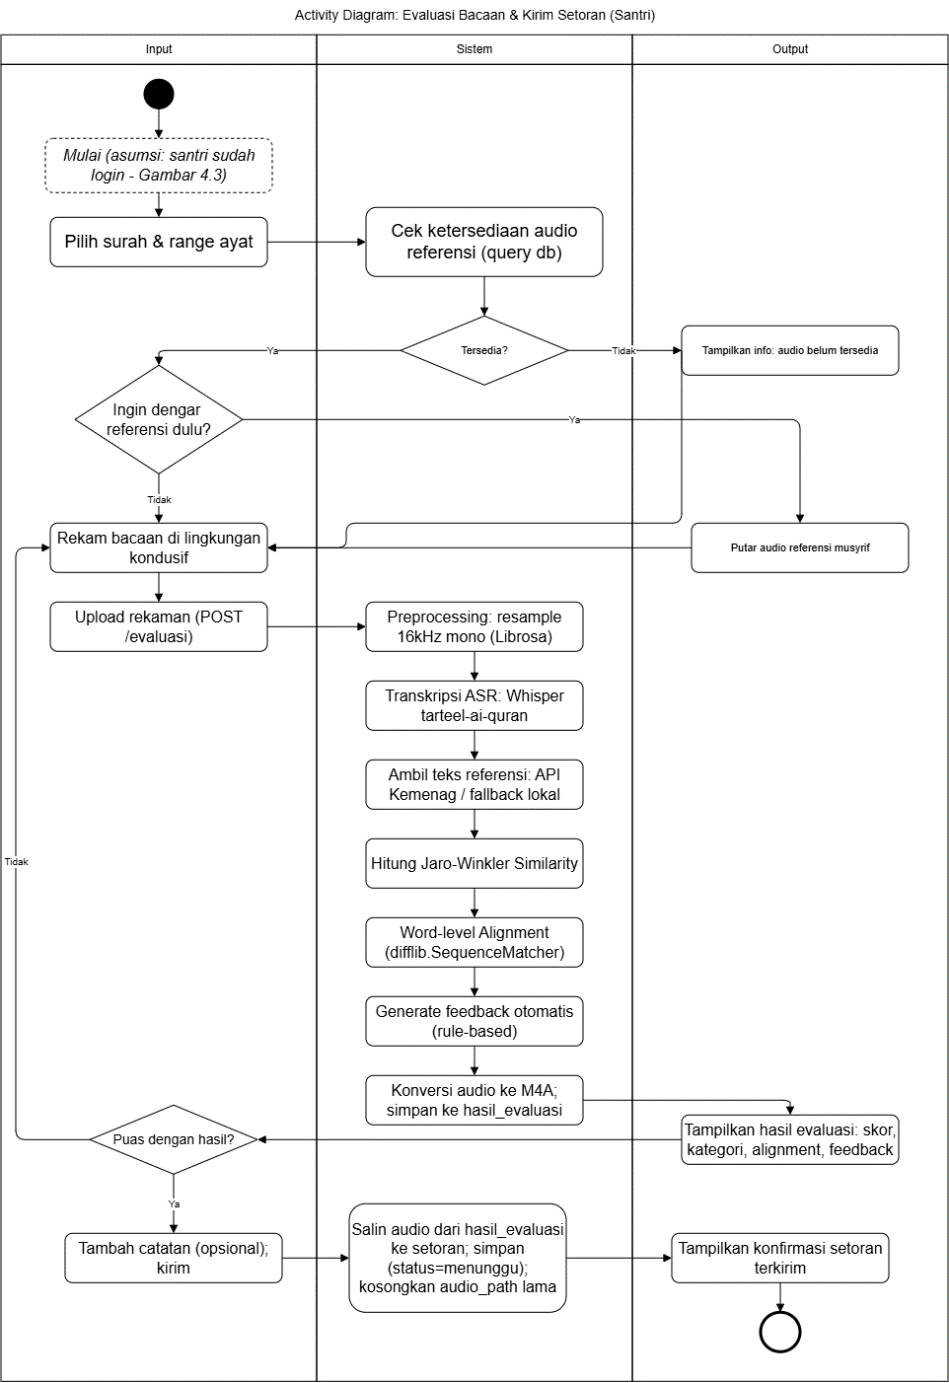 Activity Diagram: Evaluasi Bacaan & Kirim Setoran (Santri)
Input
Sistem
Output
Mulai (asumsi: santri sudah
login - Gambar 4.3)
Pilih surah & range ayat
Cek ketersediaan audio
referensi (query db)
Tersedia?
Ya
Tidak
Tampilkan info: audio belum tersedia
Ingin dengar
referensi dulu?
Ya
Tidak
Rekam bacaan di lingkungan
kondusif
Putar audio referensi musyrif
Upload rekaman (POST
/evaluasi)
Preprocessing: resample
16kHz mono (Librosa)
Transkripsi ASR: Whisper
tarteel-ai-quran
Ambil teks referensi: API
Kemenag / fallback lokal
Hitung Jaro-Winkler Similarity
Tidak
Word-level Alignment
(difflib.SequenceMatcher)
Generate feedback otomatis
(rule-based)
Konversi audio ke M4A;
simpan ke hasil_evaluasi
Tampilkan hasil evaluasi: skor,
kategori, alignment, feedback
Puas dengan hasil?
Ya
Tambah catatan (opsional);
kirim
Salin audio dari hasil_evaluasi
ke setoran; simpan
(status=menunggu);
kosongkan audio_path lama
Tampilkan konfirmasi setoran
terkirim